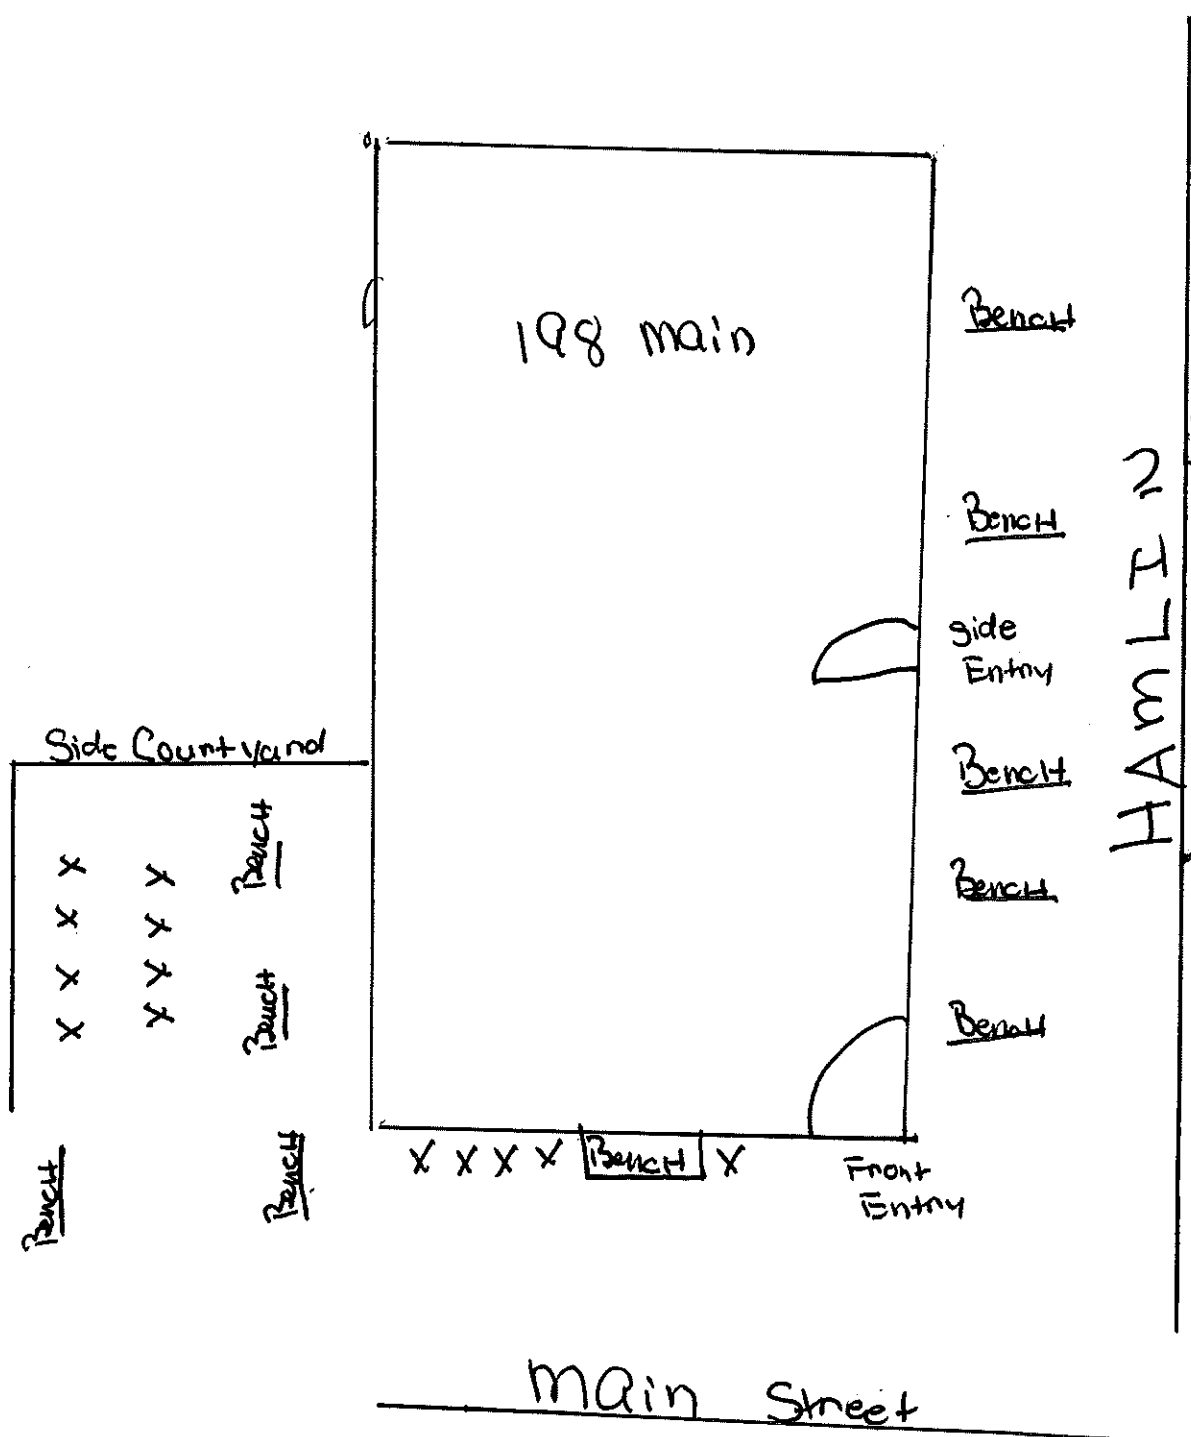 198 main
Bench
Bench
Side
Entry
Bench
Bench
Bench
HAMLIN
Side Courtyard
Bench
Bench
Bench
Bench
X X X X
X X X X
X X X X Bench X
Front
Entry
Main Street